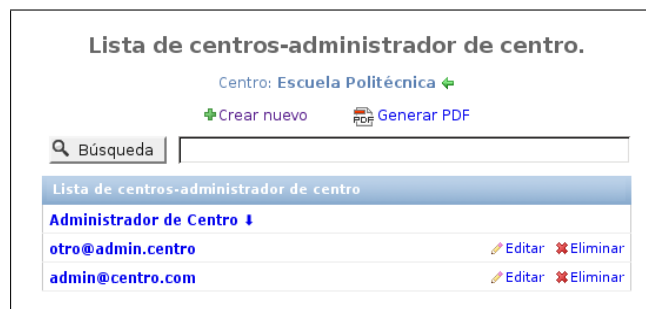 Lista de centros-administrador de centro.
Centro: Escuela Politécnica
Crear nuevo PDF Generar PDF
Búsqueda
Lista de centros-administrador de centro
Administrador de Centro
otro@admin.centro Editar Eliminar
admin@centro.com Editar Eliminar